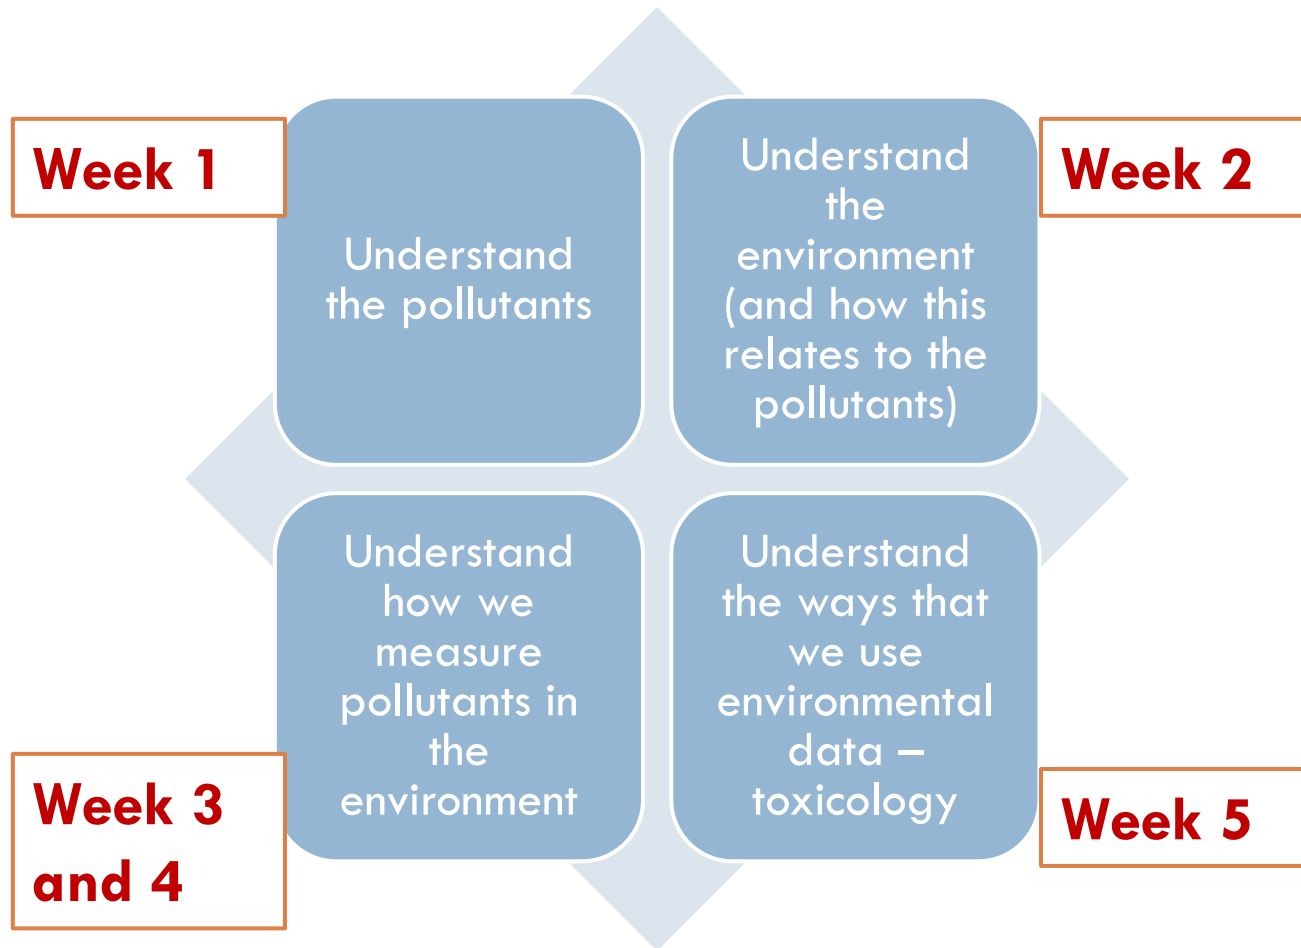 Week 1
Understand
the pollutants
Understand
the
environment
(and how this
relates to the
pollutants)
Week 2
Week 3
and 4
Understand
how we
measure
pollutants in
the
environment
Understand
the ways that
we use
environmental
data –
toxicology
Week 5